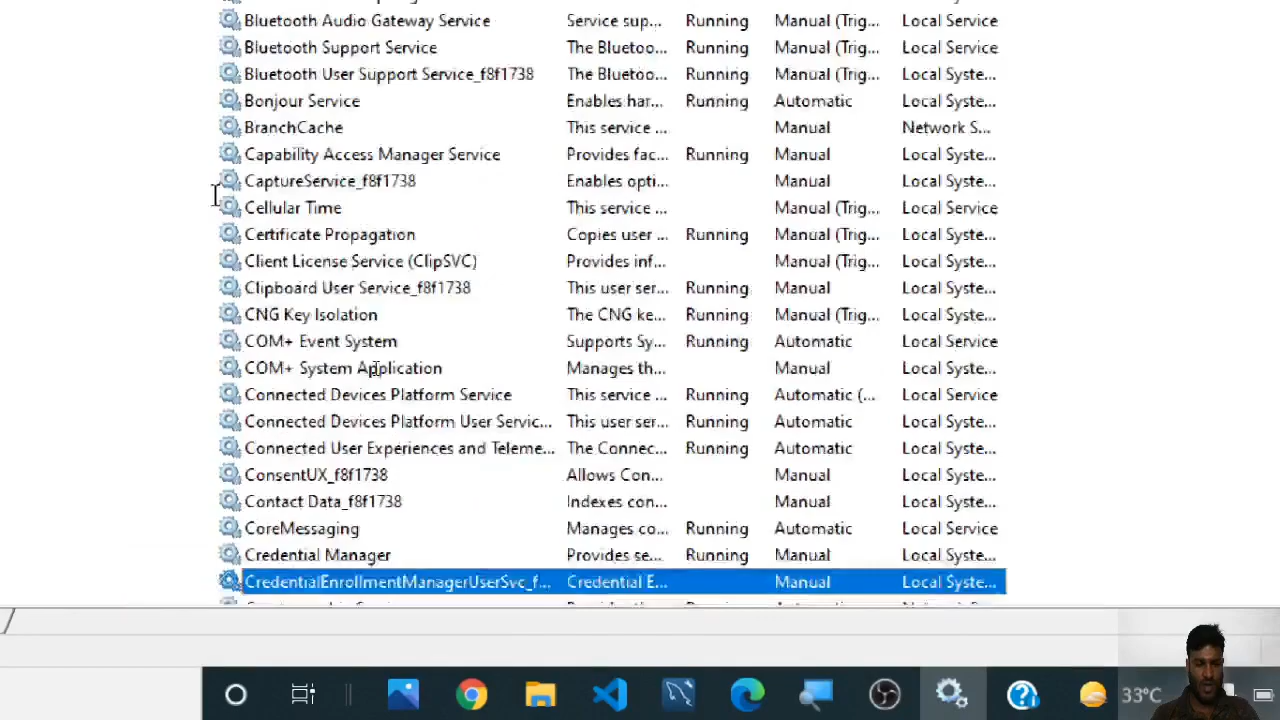 Bluetooth Audio Gateway Service Service sup... Running Manual (Trig... Local Service
Bluetooth Support Service The Bluetoo... Running Manual (Trig... Local Service
Bluetooth User Support Service_f8f1738 The Bluetoo... Running Manual (Trig... Local Syste...
Bonjour Service Enables har... Running Automatic Local Syste...
BranchCache This service ... Manual Network S...
Capability Access Manager Service Provides fac... Running Manual Local Syste...
CaptureService_f8f1738 Enables opti... Manual Local Syste...
Cellular Time This service ... Manual (Trig... Local Service
Certificate Propagation Copies user ... Running Manual (Trig... Local Syste...
Client License Service (ClipSVC) Provides inf... Manual (Trig... Local Syste...
Clipboard User Service_f8f1738 This user ser... Running Manual Local Syste...
CNG Key Isolation The CNG ke... Running Manual (Trig... Local Syste...
COM+ Event System Supports Sy... Running Automatic Local Service
COM+ System Application Manages th... Manual Local Syste...
Connected Devices Platform Service This service ... Running Automatic (... Local Service
Connected Devices Platform User Servic... This user ser... Running Automatic Local Syste...
Connected User Experiences and Teleme... The Connec... Running Automatic Local Syste...
ConsentUX_f8f1738 Allows Con... Manual Local Syste...
Contact Data_f8f1738 Indexes con... Manual Local Syste...
CoreMessaging Manages co... Running Automatic Local Service
Credential Manager Provides se... Running Manual Local Syste...
CredentialEnrollmentManagerUserSvc_f... Credential E... Manual Local Syste...
33°C